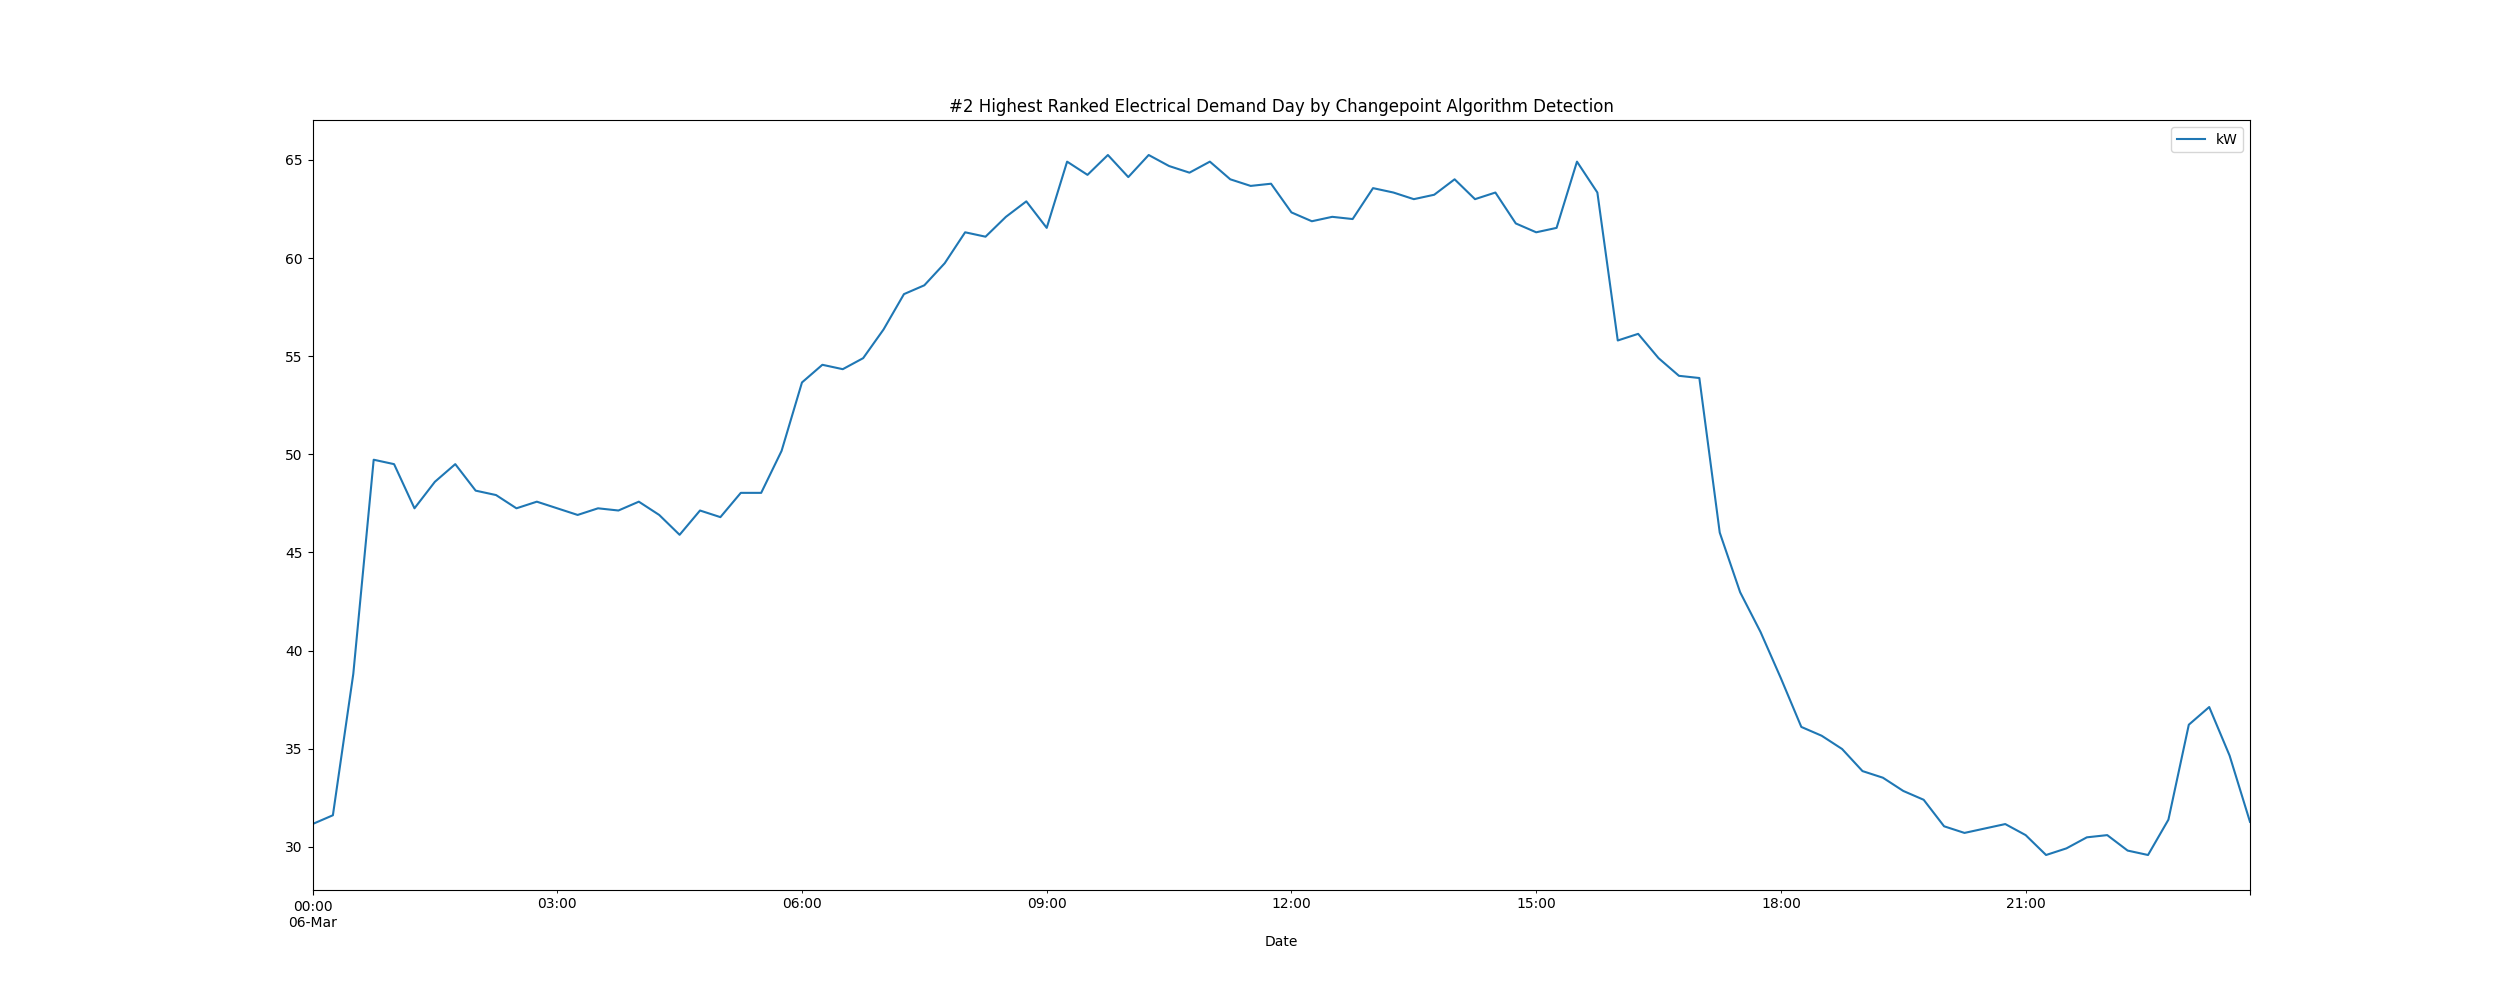 #2 Highest Ranked Electrical Demand Day by Changepoint Algorithm Detection
kW
65
60
55
50
45
40
35
30
00:00 03:00 06:00 09:00 12:00 15:00 18:00 21:00
06-Mar
Date